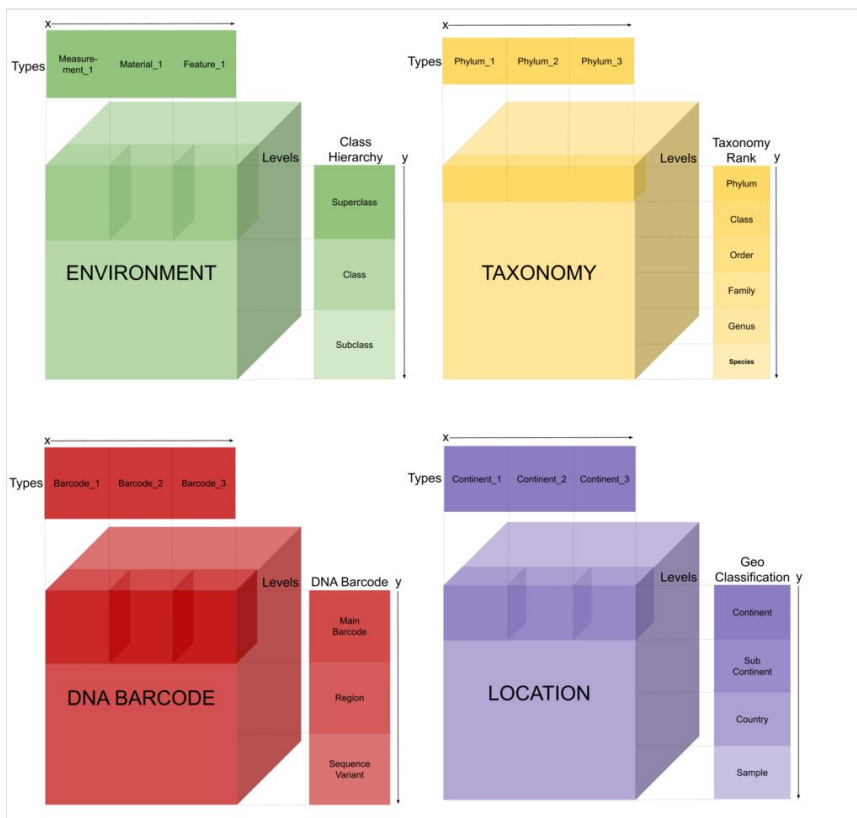 x
Types
Measure-
ment_1
Material_1
Feature_1
Levels
Class
Hierarchy
y
Superclass
Class
Subclass
ENVIRONMENT
x
Types
Phylum_1
Phylum_2
Phylum_3
Levels
Taxonomy
Rank
y
Phylum
Class
Order
Family
Genus
Species
TAXONOMY
x
Types
Barcode_1
Barcode_2
Barcode_3
Levels
DNA Barcode
y
Main
Barcode
Region
Sequence
Variant
DNA BARCODE
x
Types
Continent_1
Continent_2
Continent_3
Levels
Geo
Classification
y
Continent
Sub
Continent
Country
Sample
LOCATION